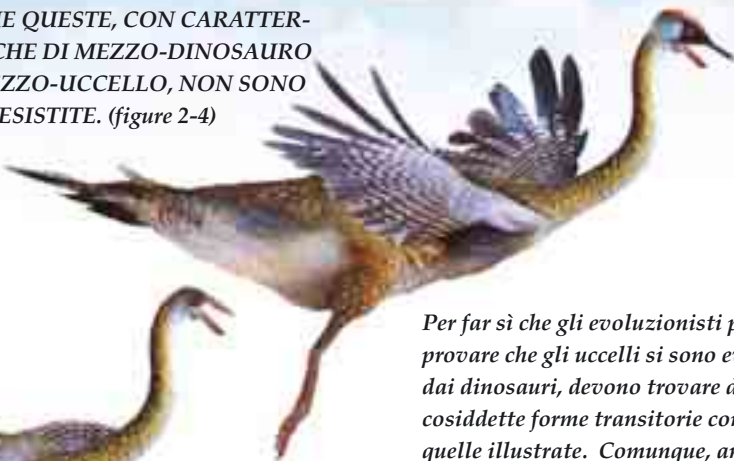 QUESTE, CON CARATTER-
CHE DI MEZZO-DINOSAURO
ZZO-UCCELLO, NON SONO
ESISTITE. (figure 2-4)
Per far sì che gli evoluzionisti p
provare che gli uccelli si sono e
dai dinosauri, devono trovare d
cosiddette forme transitorie co
quelle illustrate. Comunque, a